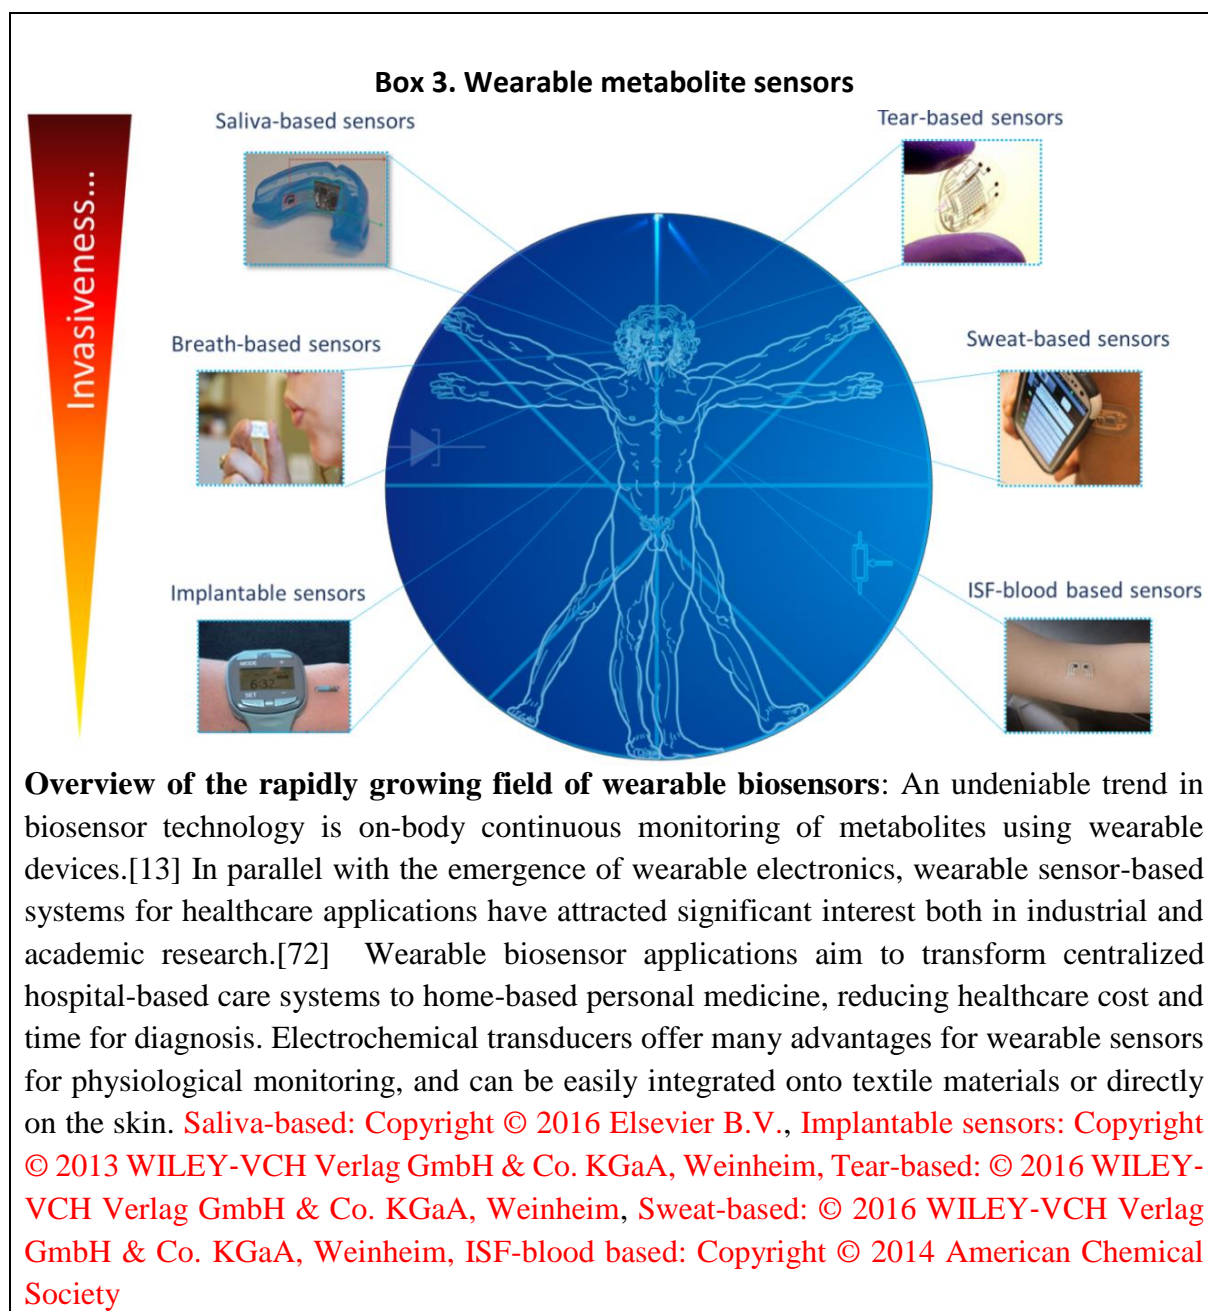 Box 3. Wearable metabolite sensors
Saliva-based sensors
Tear-based sensors
Invasiveness...
Breath-based sensors
Sweat-based sensors
Implantable sensors
ISF-blood based sensors
MODE
6:32
SET
Overview of the rapidly growing field of wearable biosensors: An undeniable trend in
biosensor technology is on-body continuous monitoring of metabolites using wearable
devices.[13] In parallel with the emergence of wearable electronics, wearable sensor-based
systems for healthcare applications have attracted significant interest both in industrial and
academic research.[72]  Wearable biosensor applications aim to transform centralized
hospital-based care systems to home-based personal medicine, reducing healthcare cost and
time for diagnosis. Electrochemical transducers offer many advantages for wearable sensors
for physiological monitoring, and can be easily integrated onto textile materials or directly
on the skin. Saliva-based: Copyright © 2016 Elsevier B.V., Implantable sensors: Copyright
© 2013 WILEY-VCH Verlag GmbH & Co. KGaA, Weinheim, Tear-based: © 2016 WILEY-
VCH Verlag GmbH & Co. KGaA, Weinheim, Sweat-based: © 2016 WILEY-VCH Verlag
GmbH & Co. KGaA, Weinheim, ISF-blood based: Copyright © 2014 American Chemical
Society